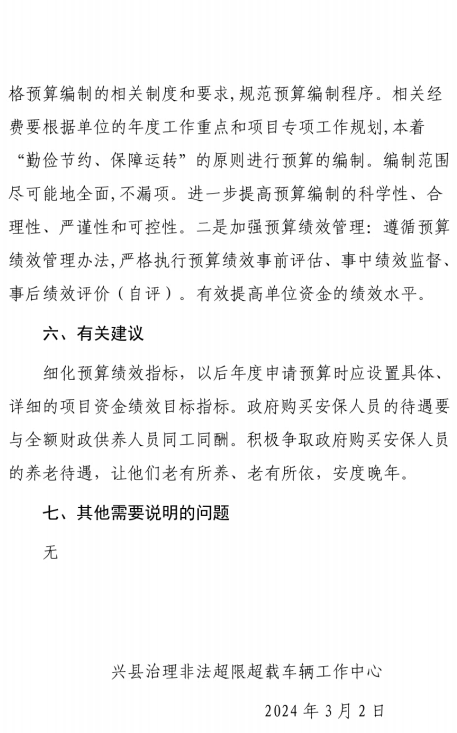 格预算编制的相关制度和要求,规范预算编制程序。相关经
费要根据单位的年度工作重点和项目专项工作规划,本着
“勤俭节约、保障运转”的原则进行预算的编制。编制范围
尽可能地全面,不漏项。进一步提高预算编制的科学性、合
理性、严谨性和可控性。二是加强预算绩效管理：遵循预算
绩效管理办法,严格执行预算绩效事前评估、事中绩效监督、
事后绩效评价（自评）。有效提高单位资金的绩效水平。
六、有关建议
细化预算绩效指标，以后年度申请预算时应设置具体、
详细的项目资金绩效目标指标。政府购买安保人员的待遇要
与全额财政供养人员同工同酬。积极争取政府购买安保人员
的养老待遇，让他们老有所养、老有所依，安度晚年。
七、其他需要说明的问题
无
兴县治理非法超限超载车辆工作中心
2024年3月2日